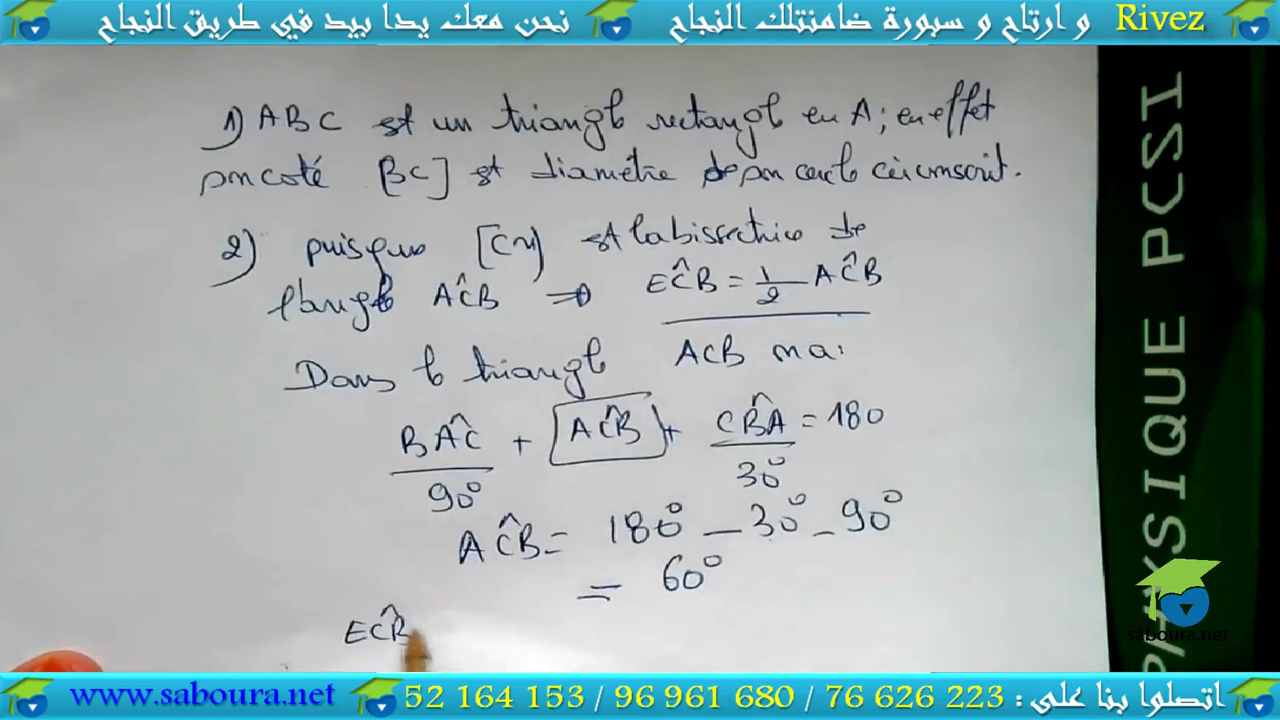 Rivez و ارتاح و سبورة ضامنتلك النجاح نحن معك يدا بيد في طريق النجاح
1) ABC est un triangle rectangle en A ; en effet
son coté [BC] est diamêtre de son cercle circonscrit.
2) puisque [CM) est la bissectrice de
l'angle AĈB ⇒ EĈB = 1/2 AĈB
Dans le triangle ACB on a :
BÂC + AĈB + CB̂A = 180
90° 30°
AĈB = 180° - 30° - 90°
= 60°
EĈB
PHYSIQUE PCSI
saboura.net
www.saboura.net 52 164 153 / 96 961 680 / 76 626 223 : اتصلوا بنا على